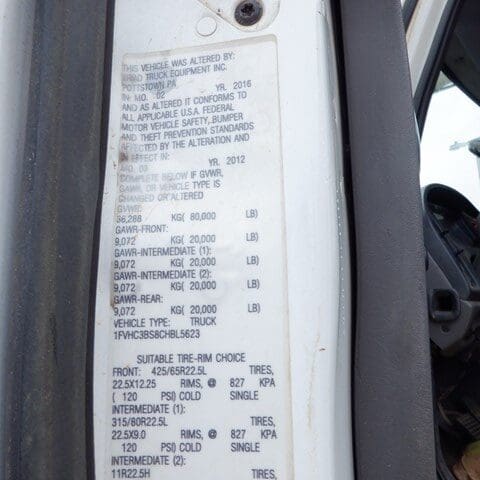 THIS VEHICLE WAS ALTERED BY:
TRUCK EQUIPMENT INC.
POTTSTOWN PA
IN: MO. 02 YR. 2016
AND AS ALTERED IT CONFORMS TO
ALL APPLICABLE U.S.A. FEDERAL
MOTOR VEHICLE SAFETY, BUMPER
AND THEFT PREVENTION STANDARDS
AFFECTED BY THE ALTERATION AND
IN EFFECT IN:
MO. 03 YR. 2012
COMPLETE BELOW IF GVWR,
GAWR, OR VEHICLE TYPE IS
CHANGED OR ALTERED
GVWR:
36,288 KG( 80,000 LB)
GAWR-FRONT:
9,072 KG( 20,000 LB)
GAWR-INTERMEDIATE (1):
9,072 KG( 20,000 LB)
GAWR-INTERMEDIATE (2):
9,072 KG( 20,000 LB)
GAWR-REAR:
9,072 KG( 20,000 LB)
VEHICLE TYPE: TRUCK
1FVHC3BS8CHBL5623
SUITABLE TIRE-RIM CHOICE
FRONT: 425/65R22.5L TIRES,
22.5X12.25 RIMS, @ 827 KPA
( 120 PSI) COLD SINGLE
INTERMEDIATE (1):
315/80R22.5L TIRES,
22.5X9.0 RIMS, @ 827 KPA
( 120 PSI) COLD SINGLE
INTERMEDIATE (2):
11R22.5H TIRES,